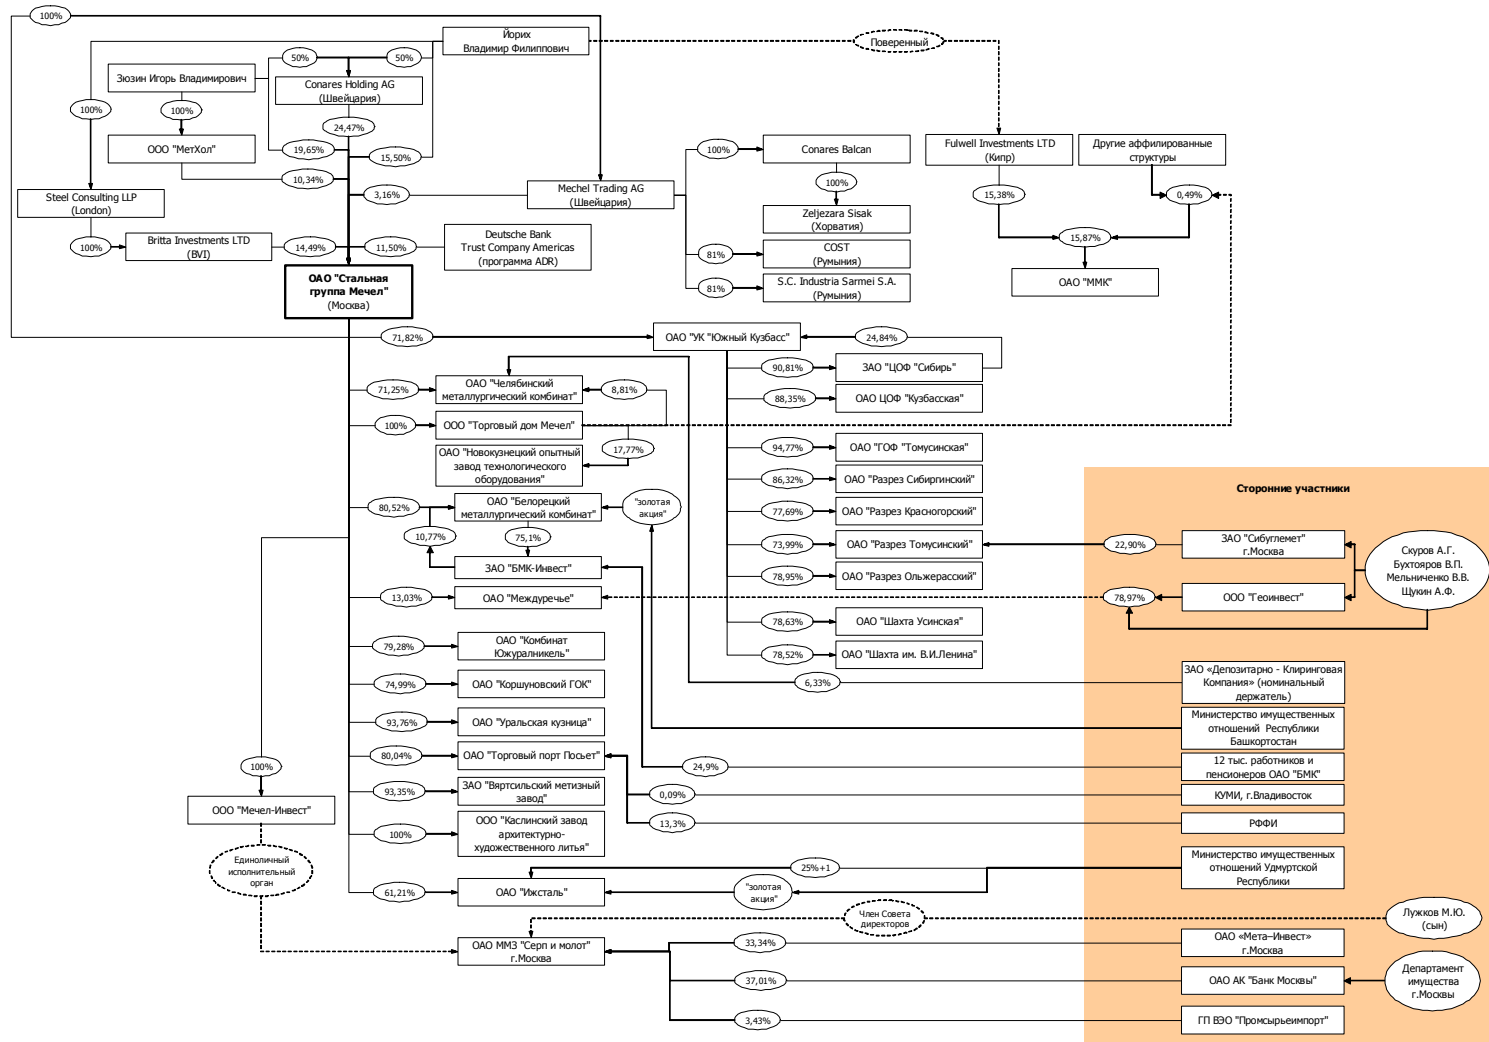 100%
Йорих
Владимир Филиппович
Поверенный
50%
50%
Зюзин Игорь Владимирович
Conares Holding AG
(Швейцария)
100%
100%
24,47%
ООО "МетХол"
19,65%
15,50%
10,34%
100%
Conares Balcan
Fulwell Investments LTD
(Кипр)
Другие аффилированные
структуры
100%
Steel Consulting LLP
(London)
3,16%
Mechel Trading AG
(Швейцария)
15,38%
0,49%
Zeljezara Sisak
(Хорватия)
100%
Britta Investments LTD
(BVI)
14,49%
11,50%
Deutsche Bank
Trust Company Americas
(программа ADR)
15,87%
81%
COST
(Румыния)
ОАО "Стальная
группа Мечел"
(Москва)
81%
S.C. Industria Sarmei S.A.
(Румыния)
ОАО "ММК"
71,82%
ОАО "УК "Южный Кузбасс"
24,84%
90,81%
ЗАО "ЦОФ "Сибирь"
71,25%
ОАО "Челябинский
металлургический комбинат"
8,81%
88,35%
ОАО ЦОФ "Кузбасская"
100%
ООО "Торговый дом Мечел"
17,77%
94,77%
ОАО "ГОФ "Томусинская"
ОАО "Новокузнецкий опытный
завод технологического
оборудования"
86,32%
ОАО "Разрез Сибиргинский"
Сторонние участники
80,52%
ОАО "Белорецкий
металлургический комбинат"
"золотая
акция"
77,69%
ОАО "Разрез Красногорский"
10,77%
75,1%
73,99%
ОАО "Разрез Томусинский"
22,90%
ЗАО "Сибуглемет"
г.Москва
Скуров А.Г.
Бухтояров В.П.
Мельниченко В.В.
Щукин А.Ф.
ЗАО "БМК-Инвест"
78,95%
ОАО "Разрез Ольжерасский"
13,03%
ОАО "Междуречье"
78,97%
ООО "Геоинвест"
78,63%
ОАО "Шахта Усинская"
79,28%
ОАО "Комбинат
Южуралникель"
78,52%
ОАО "Шахта им. В.И.Ленина"
74,99%
ОАО "Коршуновский ГОК"
6,33%
ЗАО «Депозитарно - Клиринговая
Компания» (номинальный
держатель)
93,76%
ОАО "Уральская кузница"
Министерство имущественных
отношений Республики
Башкортостан
80,04%
ОАО "Торговый порт Посьет"
24,9%
12 тыс. работников и
пенсионеров ОАО "БМК"
100%
93,35%
ЗАО "Вяртсильский метизный
завод"
0,09%
КУМИ, г.Владивосток
ООО "Мечел-Инвест"
13,3%
РФФИ
100%
ООО "Каслинский завод
архитектурно-
художественного литья"
Единоличный
исполнительный
орган
25%+1
Министерство имущественных
отношений Удмуртской
Республики
61,21%
ОАО "Ижсталь"
"золотая
акция"
Член Совета
директоров
Лужков М.Ю.
(сын)
ОАО ММЗ "Серп и молот"
г.Москва
33,34%
ОАО «Мета–Инвест»
г.Москва
37,01%
ОАО АК "Банк Москвы"
Департамент
имущества
г.Москвы
3,43%
ГП ВЭО "Промсырьеимпорт"